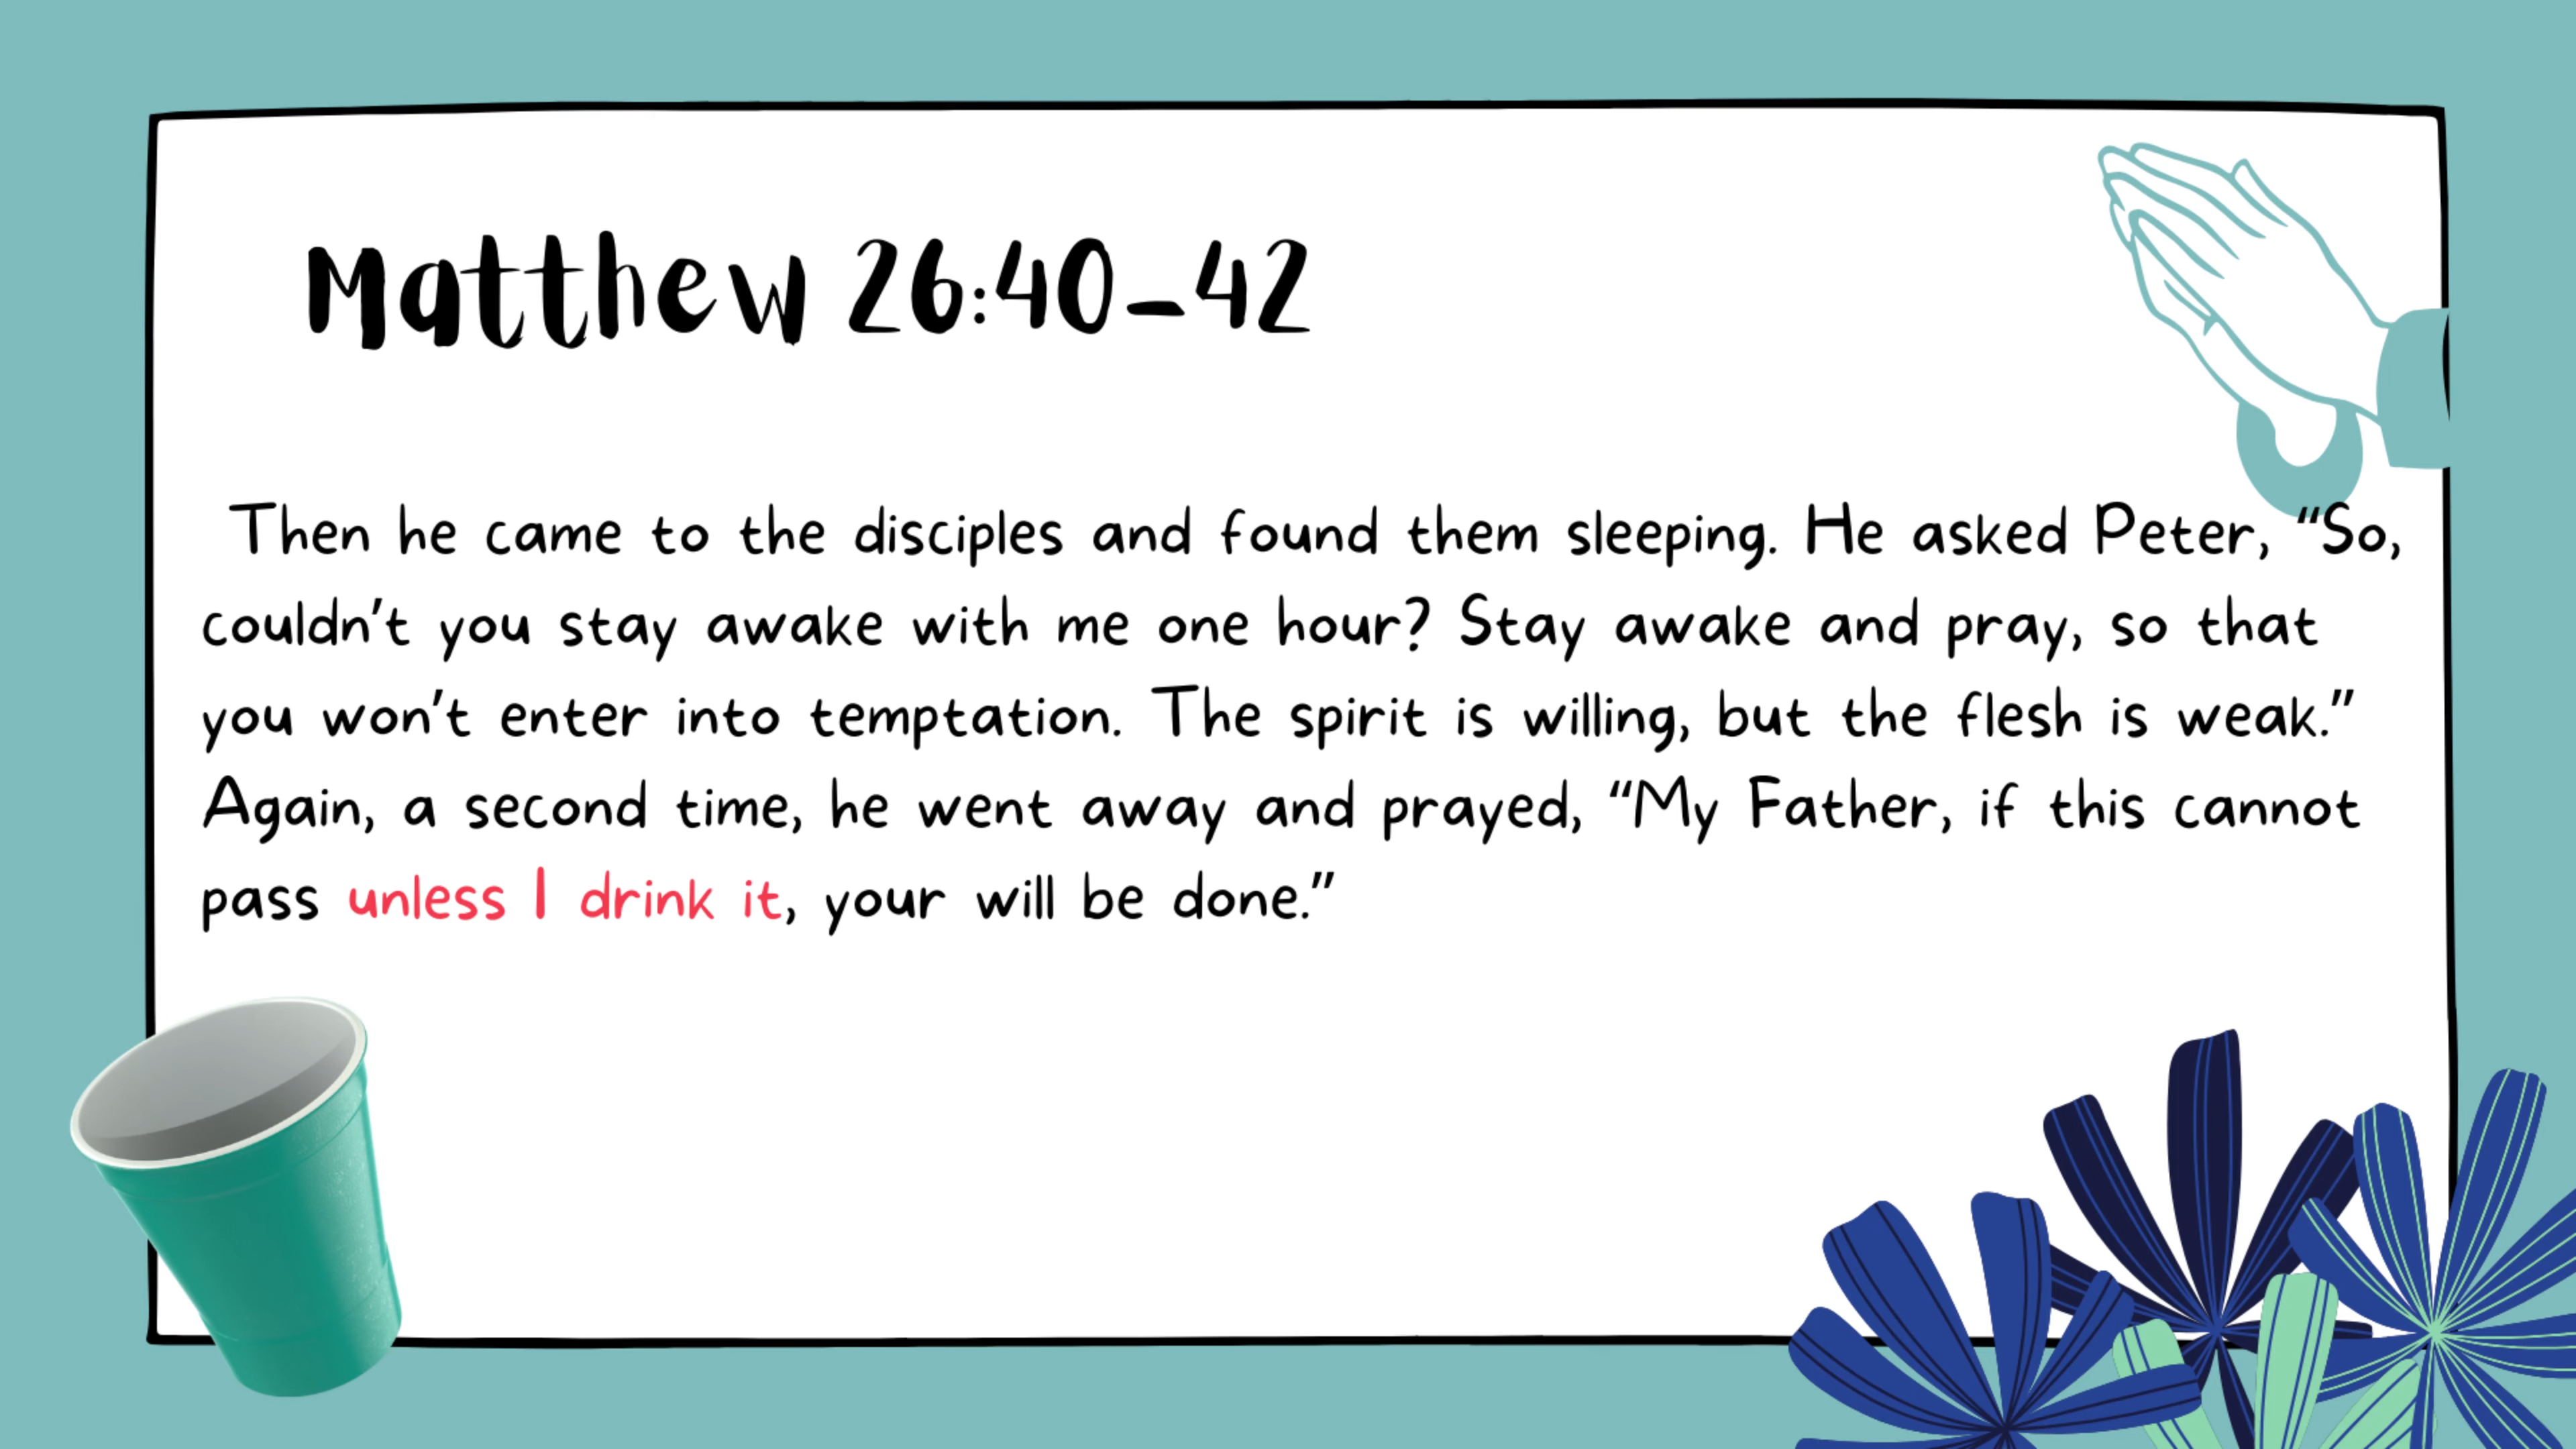 Matthew 26:40-42
Then he came to the disciples and found them sleeping. He asked Peter, “So,
couldn’t you stay awake with me one hour? Stay awake and pray, so that
you won’t enter into temptation. The spirit is willing, but the flesh is weak.”
Again, a second time, he went away and prayed, “My Father, if this cannot
pass unless I drink it, your will be done.”